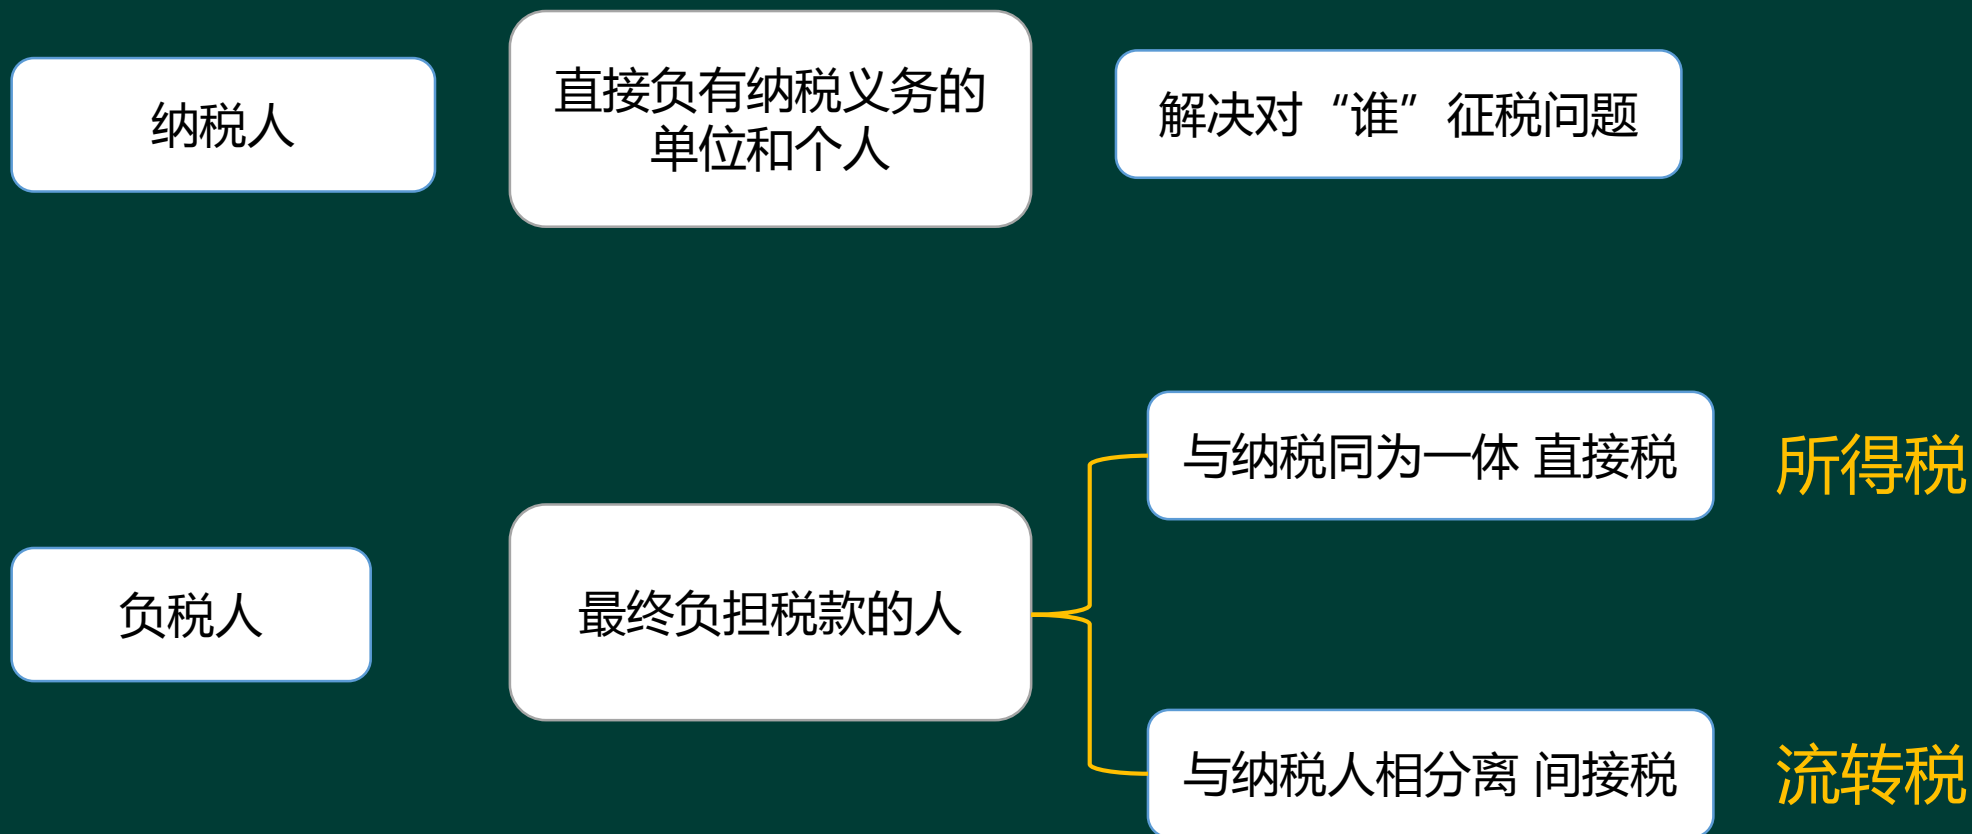 纳税人
直接负有纳税义务的
单位和个人
解决对“谁”征税问题
负税人
最终负担税款的人
与纳税同为一体 直接税
所得税
与纳税人相分离 间接税
流转税